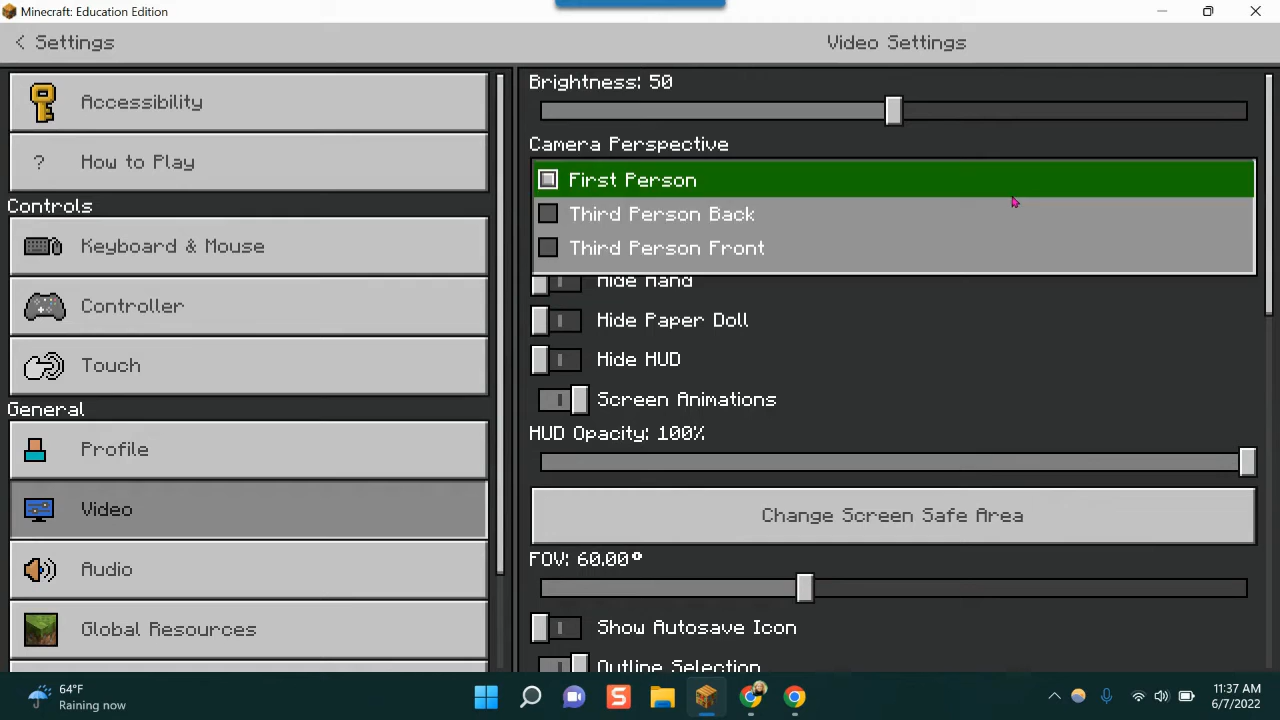 Minecraft: Education Edition
Settings
Video Settings
Accessibility
? How to Play
Controls
Keyboard & Mouse
Controller
Touch
General
Profile
Video
Audio
Global Resources
Brightness: 50
Camera Perspective
First Person
Third Person Back
Third Person Front
Hide Hand
Hide Paper Doll
Hide HUD
Screen Animations
HUD Opacity: 100%
Change Screen Safe Area
FOV: 60.00°
Show Autosave Icon
Outline Selection
64°F
Raining now
S
11:37 AM
6/7/2022